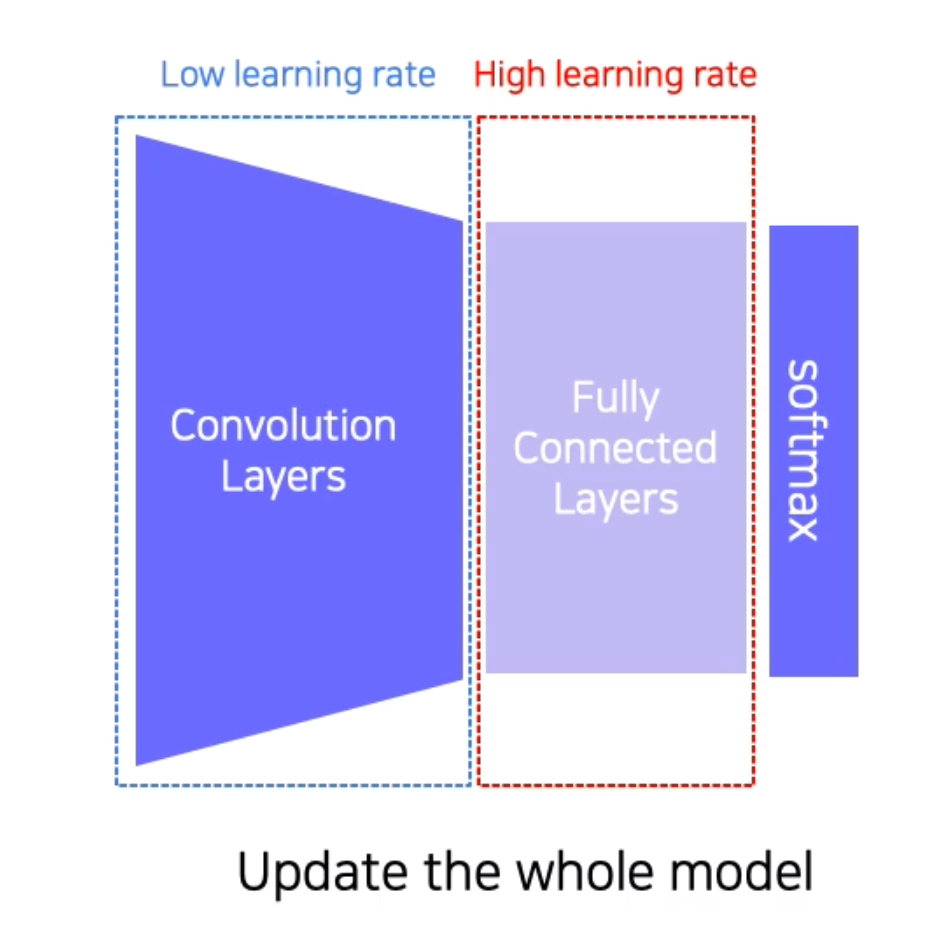 Low learning rate
High learning rate
Convolution
Layers
Fully
Connected
Layers
softmax
Update the whole model